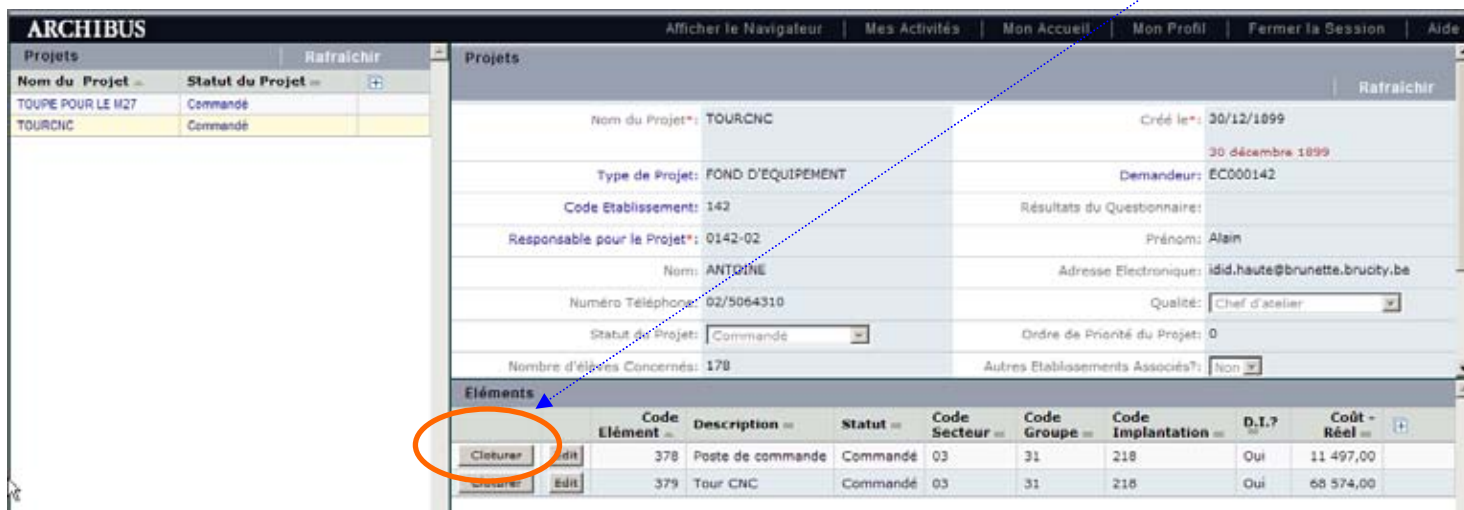 ARCHIBUS Afficher le Navigateur | Mes Activités | Mon Accueil | Mon Profil | Fermer la Session | Aide
Projets Rafraichir
Nom du Projet Statut du Projet
TOUPE POUR LE M27 Commandé
TOURCNC Commandé
Projets
Rafraichir
Nom du Projet*: TOURCNC Créé le*: 30/12/1899
30 décembre 1899
Type de Projet: FOND D'EQUIPEMENT Demandeur: EC000142
Code Etablissement: 142 Résultats du Questionnaire:
Responsable pour le Projet*: 0142-02 Prénom: Alain
Nom: ANTOINE Adresse Electronique: idid.haute@brunette.brucity.be
Numéro Téléphone: 02/5064310 Qualité: Chef d'atelier
Statut du Projet: Commandé Ordre de Priorité du Projet: 0
Nombre d'élèves Concernés: 178 Autres Etablissements Associés?: Non
Eléments
Code Elément Description Statut Code Secteur Code Groupe Code Implantation D.I.? Coût - Réel
Cloturer Edit 378 Poste de commande Commandé 03 31 218 Oui 11 497,00
Cloturer Edit 379 Tour CNC Commandé 03 31 218 Oui 68 574,00